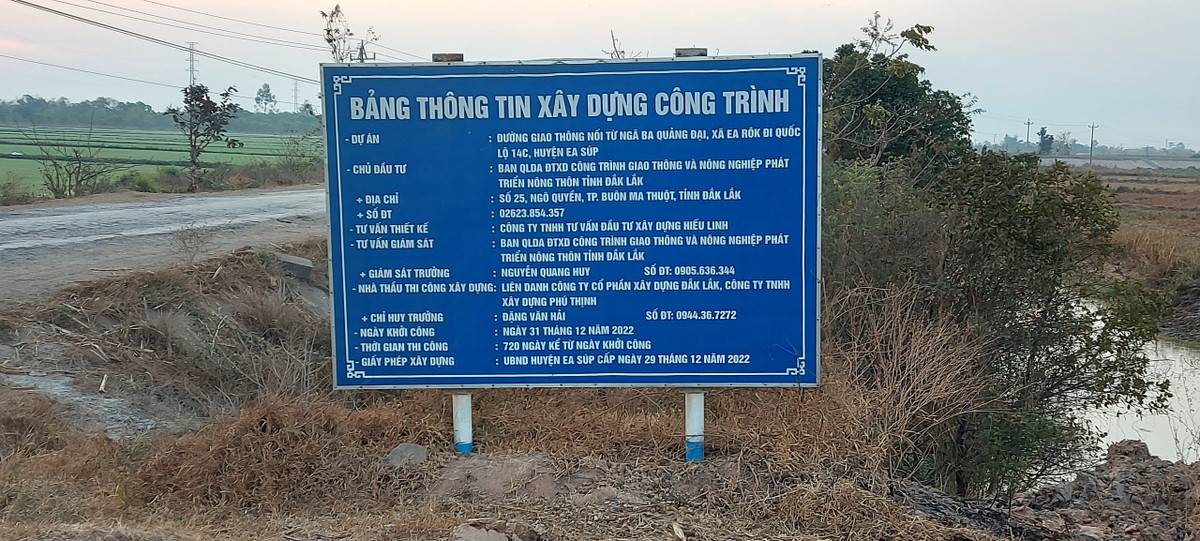 BẢNG THÔNG TIN XÂY DỰNG CÔNG TRÌNH
- DỰ ÁN : ĐƯỜNG GIAO THÔNG NỐI TỪ NGÃ BA QUẢNG ĐẠI, XÃ EA RÔK ĐI QUỐC
LỘ 14C, HUYỆN EA SÚP
- CHỦ ĐẦU TƯ : BAN QLDA ĐTXD CÔNG TRÌNH GIAO THÔNG VÀ NÔNG NGHIỆP PHÁT
TRIỂN NÔNG THÔN TỈNH ĐẮK LẮK
+ ĐỊA CHỈ : SỐ 25, NGÔ QUYỀN, TP. BUÔN MA THUỘT, TỈNH ĐẮK LẮK
+ SỐ ĐT : 02623.854.357
- TƯ VẤN THIẾT KẾ : CÔNG TY TNHH TƯ VẤN ĐẦU TƯ XÂY DỰNG HIẾU LINH
- TƯ VẤN GIÁM SÁT : BAN QLDA ĐTXD CÔNG TRÌNH GIAO THÔNG VÀ NÔNG NGHIỆP PHÁT
TRIỂN NÔNG THÔN TỈNH ĐẮK LẮK
+ GIÁM SÁT TRƯỞNG : NGUYỄN QUANG HUY SỐ ĐT: 0905.636.344
- NHÀ THẦU THI CÔNG XÂY DỰNG: LIÊN DANH CÔNG TY CỔ PHẦN XÂY DỰNG ĐẮK LẮK, CÔNG TY TNHH
XÂY DỰNG PHÚ THỊNH
+ CHỈ HUY TRƯỞNG : ĐẶNG VĂN HẢI SỐ ĐT: 0944.36.7272
- NGÀY KHỞI CÔNG : NGÀY 31 THÁNG 12 NĂM 2022
- THỜI GIAN THI CÔNG : 720 NGÀY KỂ TỪ NGÀY KHỞI CÔNG
- GIẤY PHÉP XÂY DỰNG : UBND HUYỆN EA SÚP CẤP NGÀY 29 THÁNG 12 NĂM 2022